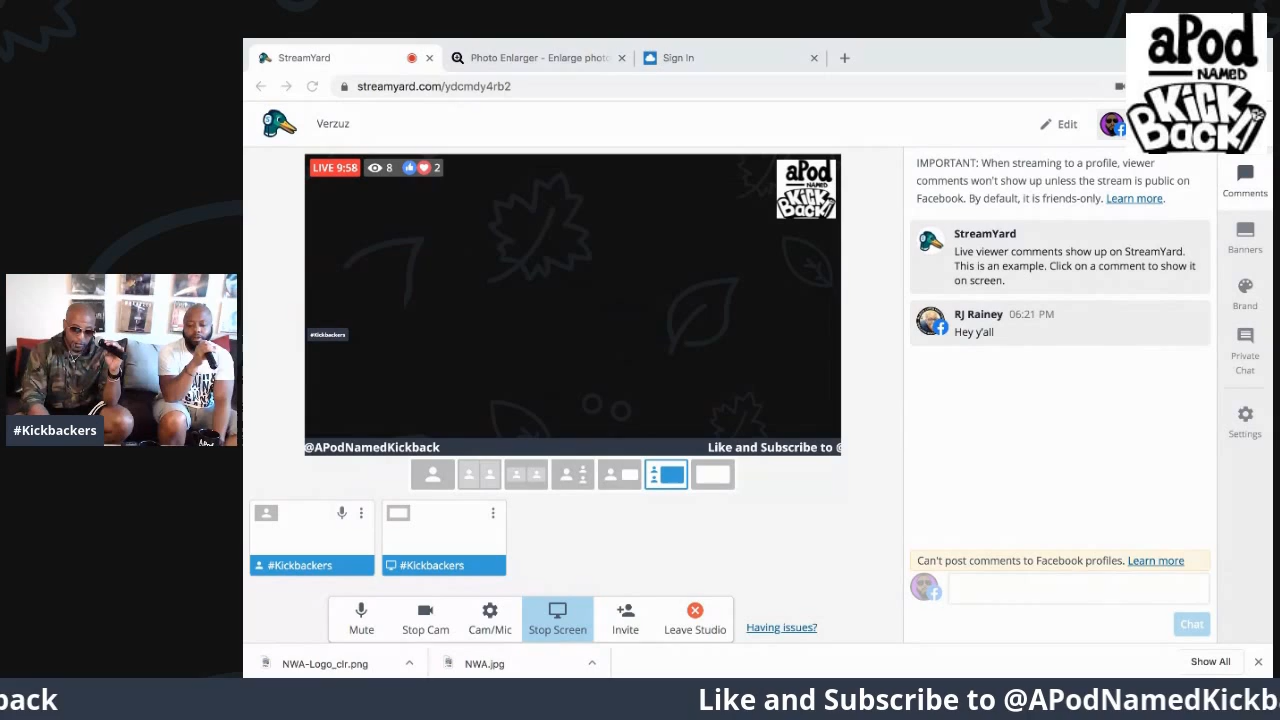 StreamYard
Photo Enlarger - Enlarge photo
Sign In
streamyard.com/ydcmdy4rb2
Verzuz
Edit
aPod
NAMED
KicK
BACK!
LIVE 9:58
8
2
aPod
NAMED
KicK
BACK!
#Kickbackers
@APodNamedKickback
Like and Subscribe to @
IMPORTANT: When streaming to a profile, viewer
comments won't show up unless the stream is public on
Facebook. By default, it is friends-only. Learn more.
StreamYard
Live viewer comments show up on StreamYard.
This is an example. Click on a comment to show it
on screen.
RJ Rainey 06:21 PM
Hey y'all
Comments
Banners
Brand
Private
Chat
Settings
#Kickbackers
#Kickbackers
#Kickbackers
Can't post comments to Facebook profiles. Learn more
Chat
Mute
Stop Cam
Cam/Mic
Stop Screen
Invite
Leave Studio
Having issues?
NWA-Logo_clr.png
NWA.jpg
Show All
back
Like and Subscribe to @APodNamedKickb